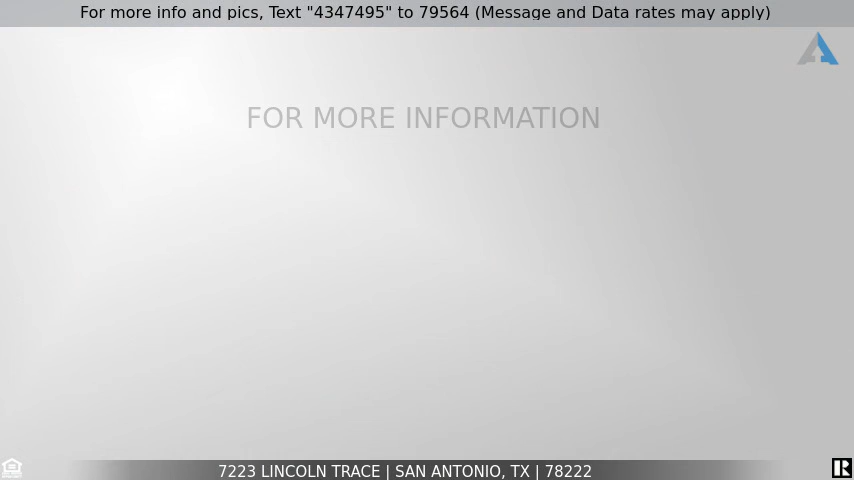 For more info and pics, Text "4347495" to 79564 (Message and Data rates may apply)
FOR MORE INFORMATION
7223 LINCOLN TRACE | SAN ANTONIO, TX | 78222